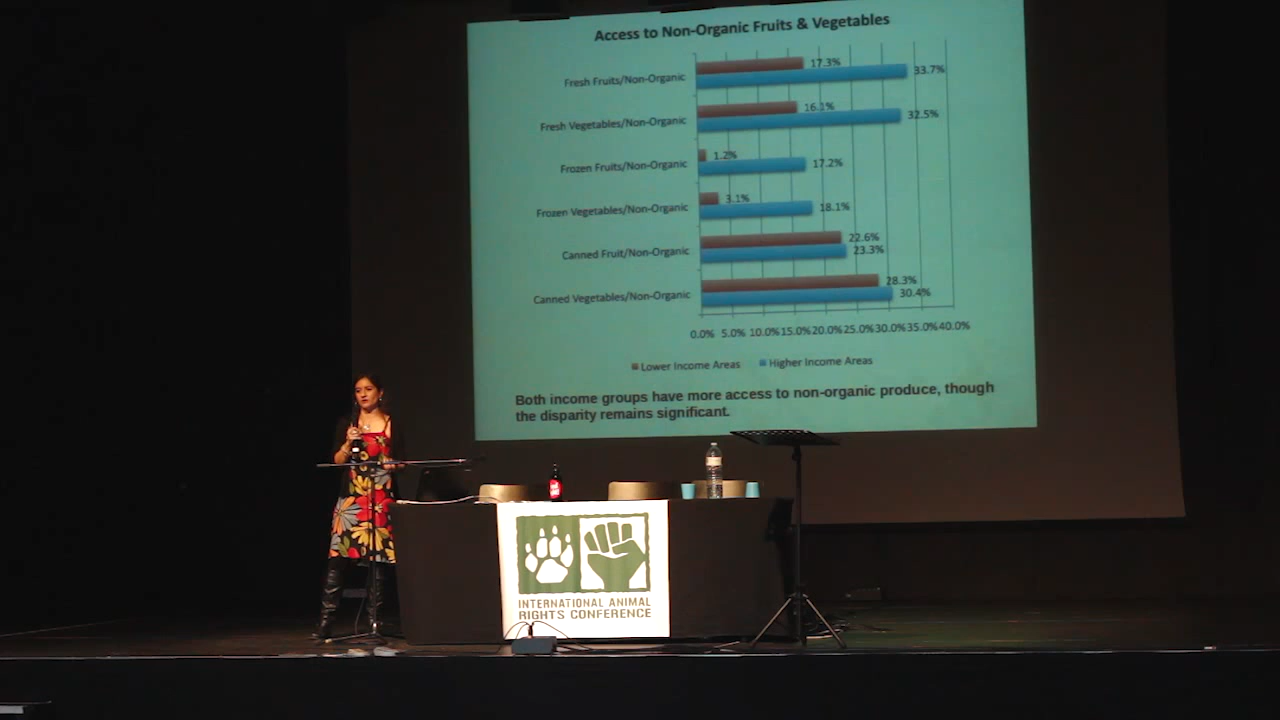 Access to Non-Organic Fruits & Vegetables
Fresh Fruits/Non-Organic
17.3%
33.7%
Fresh Vegetables/Non-Organic
16.1%
32.5%
Frozen Fruits/Non-Organic
1.2%
17.2%
Frozen Vegetables/Non-Organic
3.1%
18.1%
Canned Fruit/Non-Organic
22.6%
23.3%
Canned Vegetables/Non-Organic
28.3%
30.4%
0.0% 5.0% 10.0% 15.0% 20.0% 25.0% 30.0% 35.0% 40.0%
Lower Income Areas Higher Income Areas
Both income groups have more access to non-organic produce, though
the disparity remains significant.
INTERNATIONAL ANIMAL
RIGHTS CONFERENCE